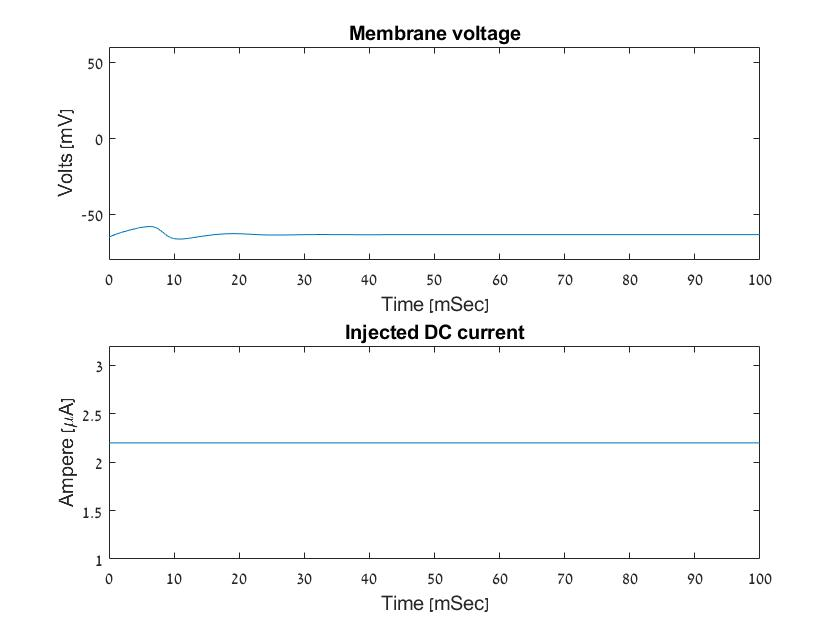 Membrane voltage
50
0
-50
Volts [mV]
0 10 20 30 40 50 60 70 80 90 100
Time [mSec]
Injected DC current
3
2.5
2
1.5
1
Ampere [μA]
0 10 20 30 40 50 60 70 80 90 100
Time [mSec]